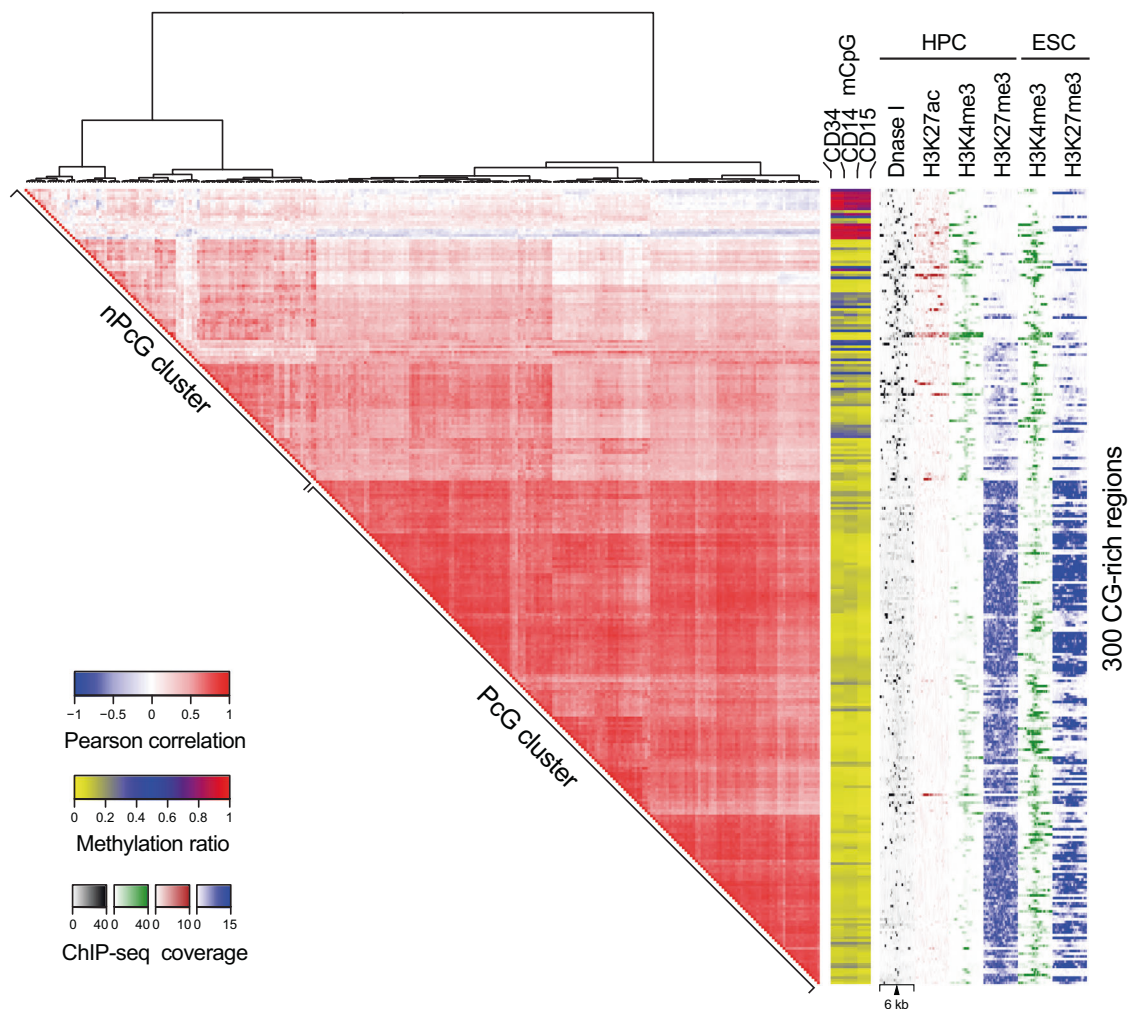 HPC ESC
mCpG
CD34
CD14
CD15
Dnase I
H3K27ac
H3K4me3
H3K27me3
H3K4me3
H3K27me3
nPcG cluster
PcG cluster
300 CG-rich regions
−1 −0.5 0 0.5 1
Pearson correlation
0 0.2 0.4 0.6 0.8 1
Methylation ratio
0 40 0 40 0 100 0 15
ChIP-seq coverage
6 kb